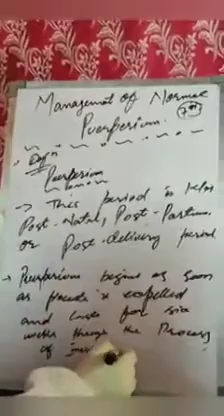 Management of Normal
Puerperium.
Defn
Puerperium
→ This period is k/as
Post-Natal, Post-Partum
or Post-delivery period
→ Puerperium begins as soon
as placenta is expelled
and lasts for six
weeks through the Process
of